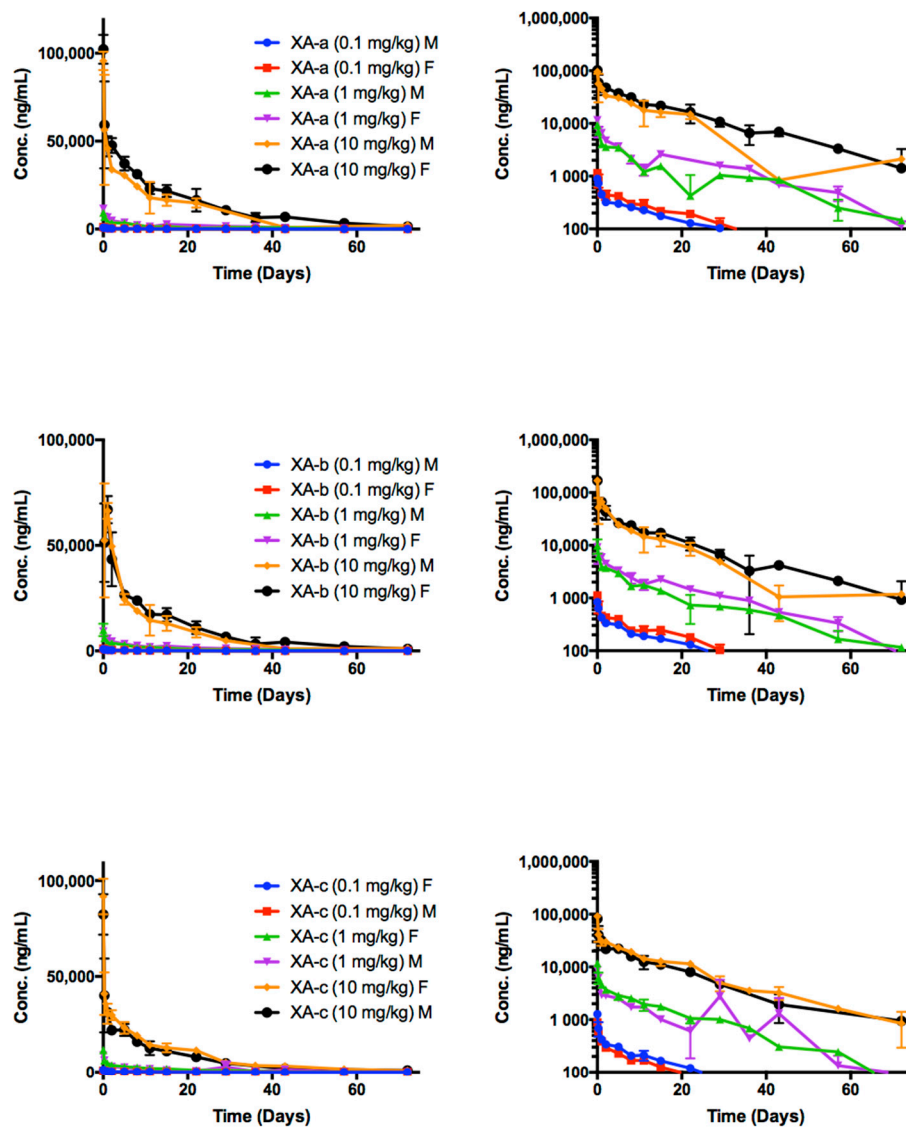 Conc. (ng/mL)
100,000
50,000
0
0
20
40
60
Time (Days)
XA-a (0.1 mg/kg) M
XA-a (0.1 mg/kg) F
XA-a (1 mg/kg) M
XA-a (1 mg/kg) F
XA-a (10 mg/kg) M
XA-a (10 mg/kg) F
Conc. (ng/mL)
1,000,000
100,000
10,000
1 000
100
0
20
40
60
Time (Days)
Conc. (ng/mL)
100,000
50,000
0
0
20
40
60
Time (Days)
XA-b (0.1 mg/kg) M
XA-b (0.1 mg/kg) F
XA-b (1 mg/kg) M
XA-b (1 mg/kg) F
XA-b (10 mg/kg) M
XA-b (10 mg/kg) F
Conc. (ng/mL)
1,000,000
100,000
10,000
1 000
100
0
20
40
60
Time (Days)
Conc. (ng/mL)
100,000
50,000
0
0
20
40
60
Time (Days)
XA-c (0.1 mg/kg) F
XA-c (0.1 mg/kg) M
XA-c (1 mg/kg) F
XA-c (1 mg/kg) M
XA-c (10 mg/kg) F
XA-c (10 mg/kg) M
Conc. (ng/mL)
1,000,000
100,000
10,000
1 000
100
0
20
40
60
Time (Days)